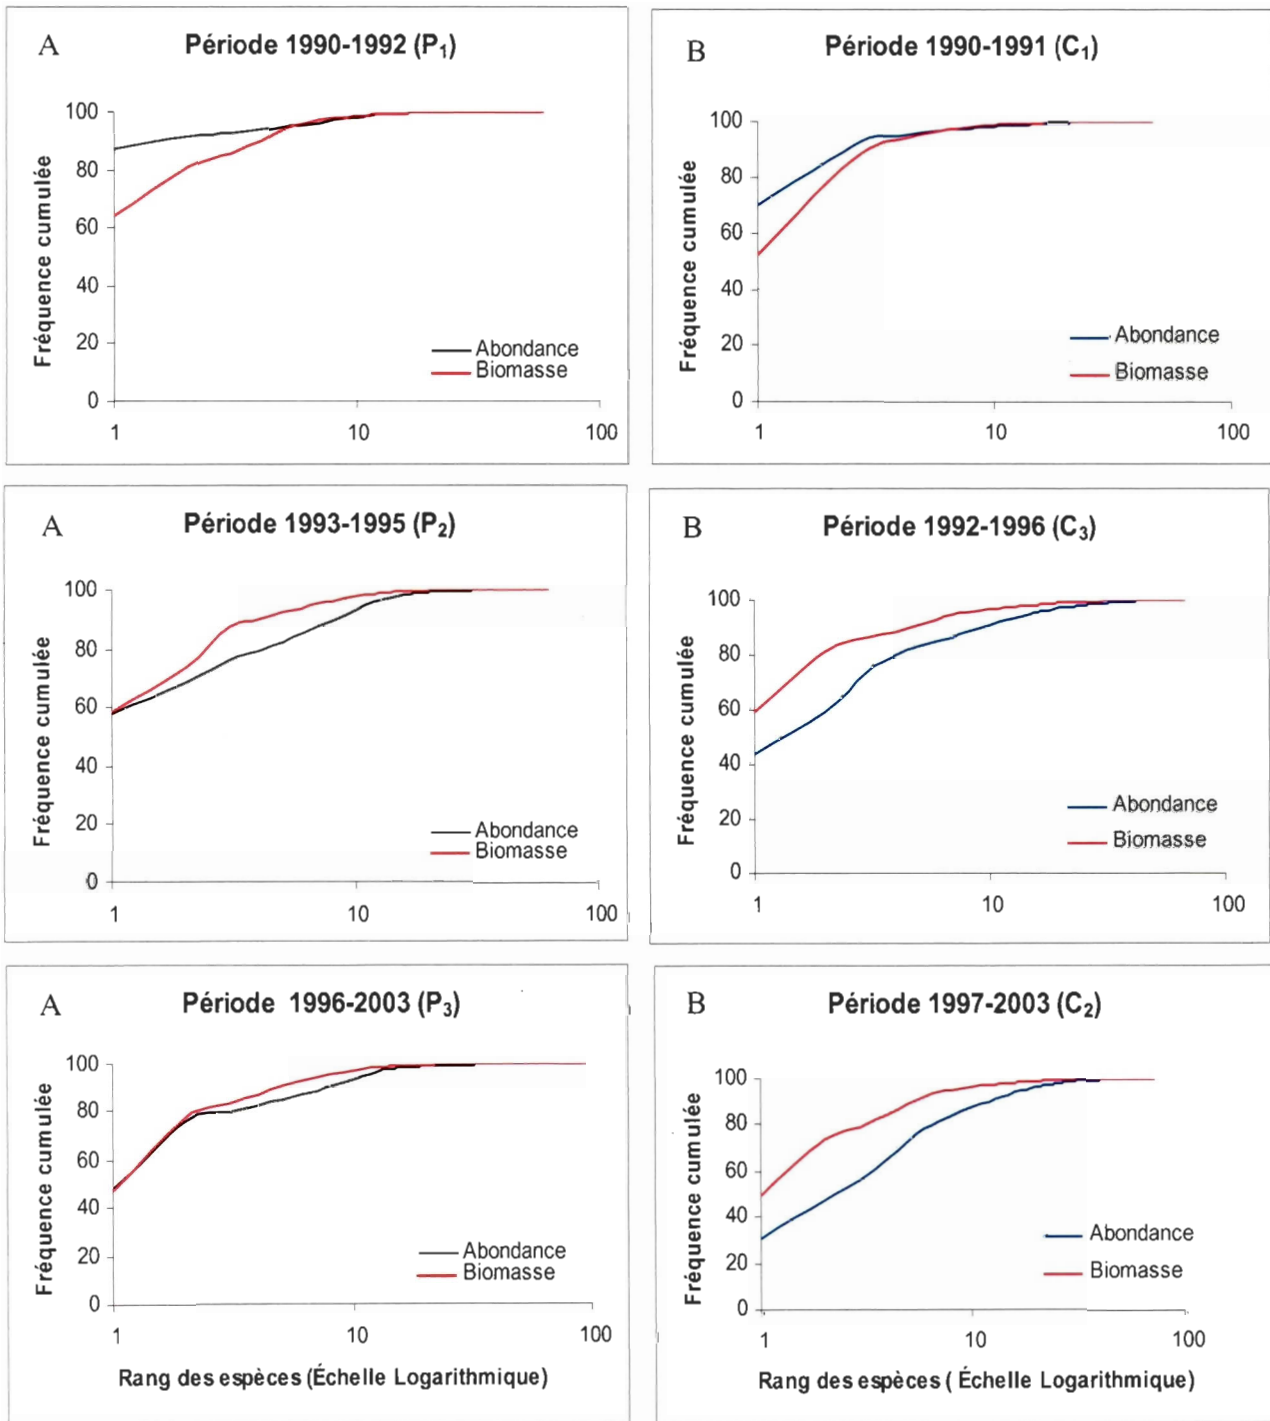 A
Période 1990-1992 (P₁)
Fréquence cumulée
100
80
60
40
20
0
1
10
100
Abondance
Biomasse
B
Période 1990-1991 (C₁)
Fréquence cumulée
100
80
60
40
20
0
1
10
100
Abondance
Biomasse
A
Période 1993-1995 (P₂)
Fréquence cumulée
100
80
60
40
20
0
1
10
100
Abondance
Biomasse
B
Période 1992-1996 (C₃)
Fréquence cumulée
100
80
60
40
20
0
1
10
100
Abondance
Biomasse
A
Période 1996-2003 (P₃)
Fréquence cumulée
100
80
60
40
20
0
1
10
100
Abondance
Biomasse
Rang des espèces (Échelle Logarithmique)
B
Période 1997-2003 (C₂)
Fréquence cumulée
100
80
60
40
20
0
1
10
100
Abondance
Biomasse
Rang des espèces ( Échelle Logarithmique)